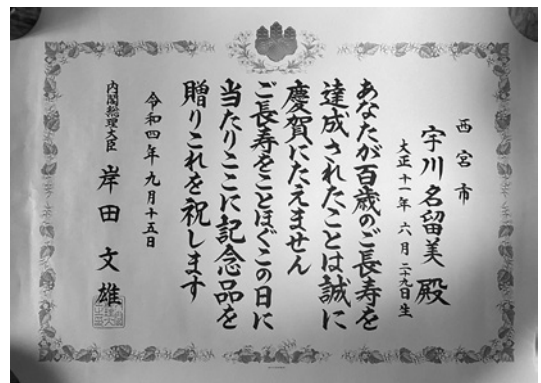 西宮市
宇川名留美 殿
大正十一年 六月 二十九日生
あなたが百歳のご長寿を
達成されたことは誠に
慶賀にたえません
ご長寿をことほぐこの日に
当たりここに記念品を
贈りこれを祝します
令和四年九月十五日
内閣総理大臣 岸田文雄